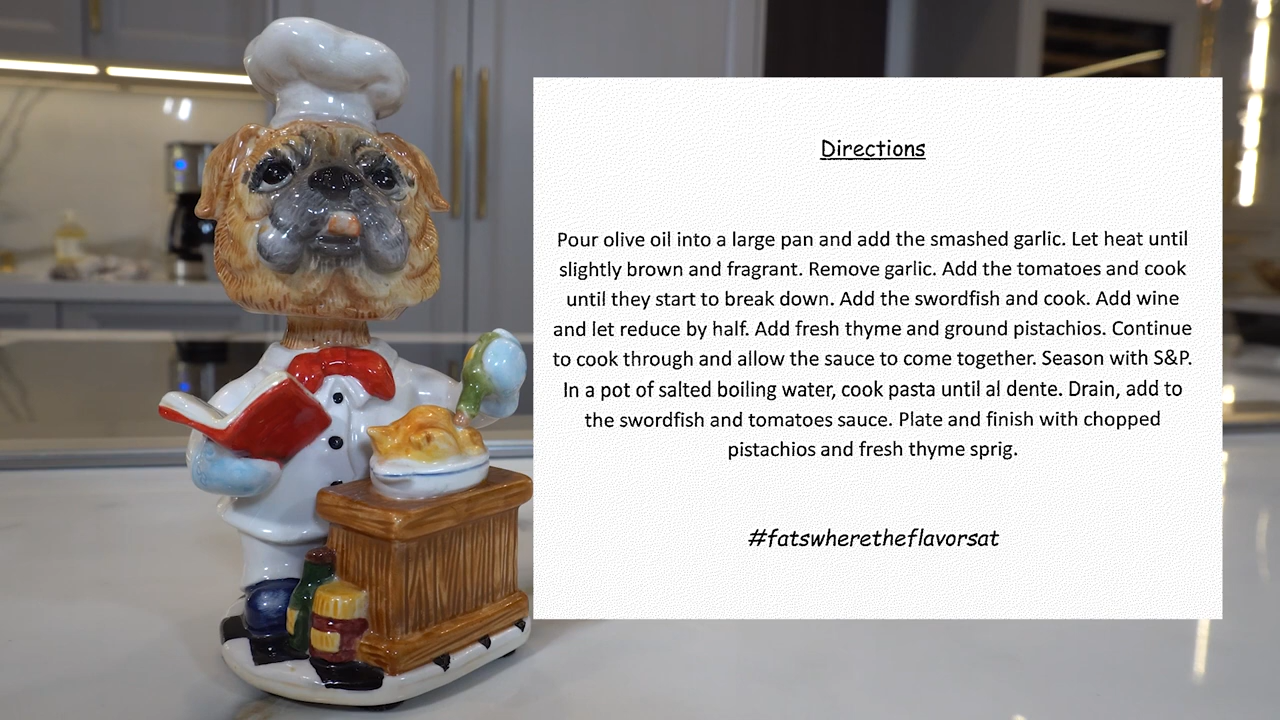 Directions
Pour olive oil into a large pan and add the smashed garlic. Let heat until
slightly brown and fragrant. Remove garlic. Add the tomatoes and cook
until they start to break down. Add the swordfish and cook. Add wine
and let reduce by half. Add fresh thyme and ground pistachios. Continue
to cook through and allow the sauce to come together. Season with S&P.
In a pot of salted boiling water, cook pasta until al dente. Drain, add to
the swordfish and tomatoes sauce. Plate and finish with chopped
pistachios and fresh thyme sprig.
#fatswheretheflavorsat